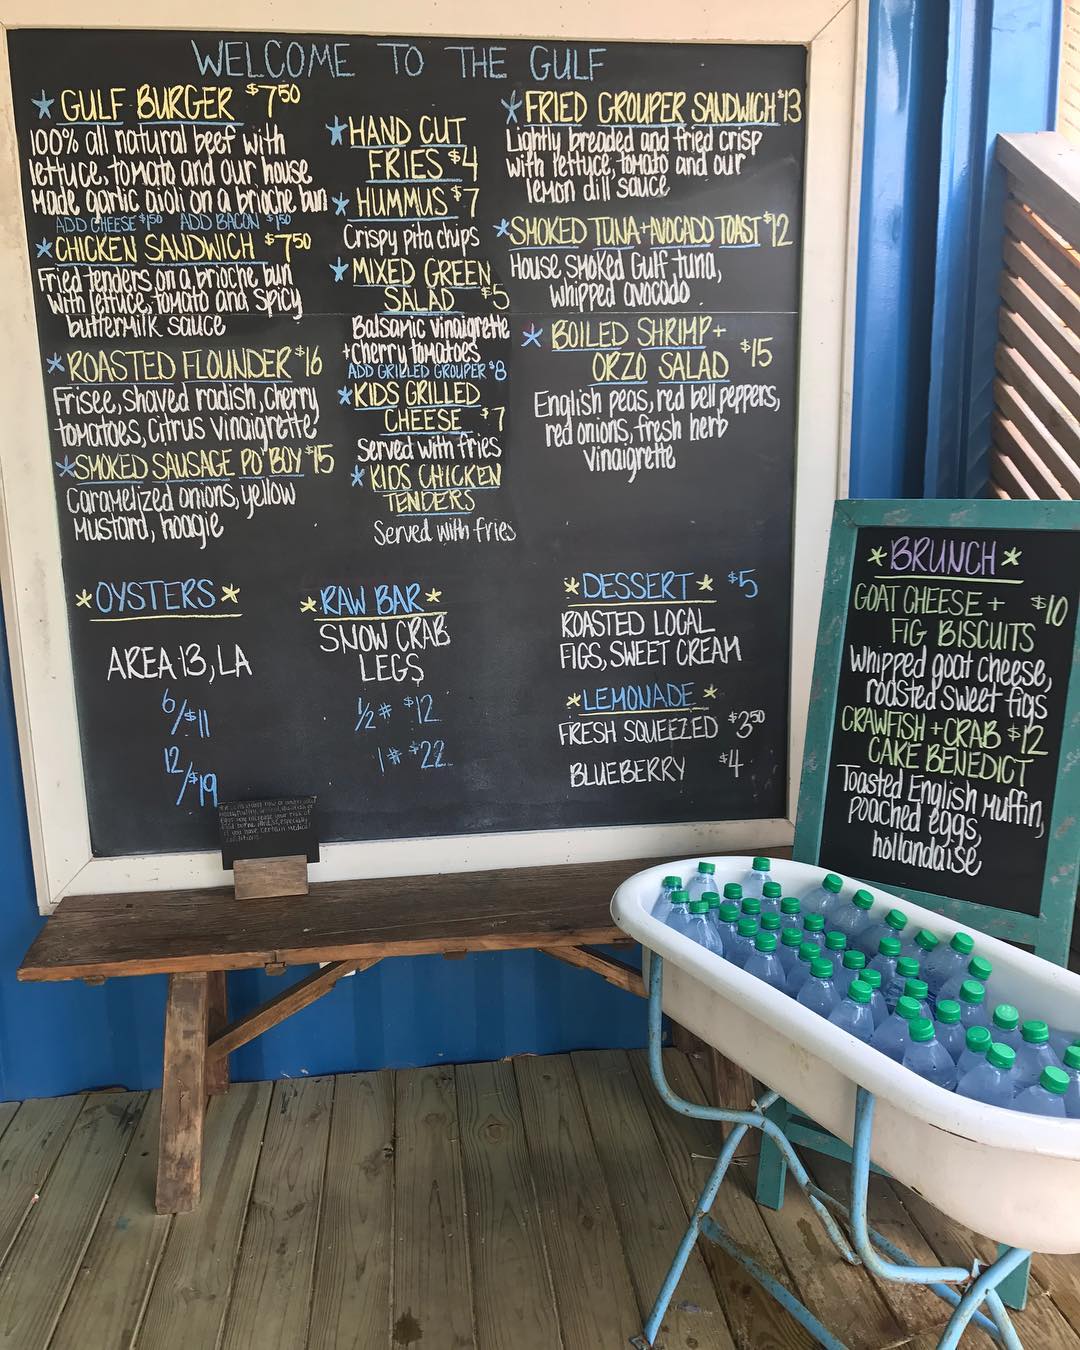 WELCOME TO THE GULF
GULF BURGER $7.50
100% all natural beef with
lettuce, tomato and our house
made garlic aioli on a brioche bun
ADD CHEESE $1.50 ADD BACON $1.50
CHICKEN SANDWICH $7.50
Fried tenders on a brioche bun
with lettuce, tomato and spicy
buttermilk sauce
ROASTED FLOUNDER $16
Frisee, shaved radish, cherry
tomatoes, citrus vinaigrette
SMOKED SAUSAGE PO'BOY $15
Caramelized onions, yellow
mustard, hoagie
HAND CUT
FRIES $4
HUMMUS $7
Crispy pita chips
MIXED GREEN
SALAD $5
Balsamic vinaigrette
+cherry tomatoes
ADD GRILLED GROUPER $8
KIDS GRILLED
CHEESE $7
Served with fries
KIDS CHICKEN
TENDERS
Served with fries
FRIED GROUPER SANDWICH $13
Lightly breaded and fried crisp
with lettuce, tomato and our
lemon dill sauce
SMOKED TUNA+AVOCADO TOAST $12
House smoked Gulf tuna,
whipped avocado
BOILED SHRIMP+
ORZO SALAD $15
English peas, red bell peppers,
red onions, fresh herb
vinaigrette
OYSTERS
AREA 13, LA
6/$11
12/$19
RAW BAR
SNOW CRAB
LEGS
1/2 # $12
1# $22
DESSERT $5
ROASTED LOCAL
FIGS, SWEET CREAM
LEMONADE
FRESH SQUEEZED $3.50
BLUEBERRY $4
BRUNCH
GOAT CHEESE + $10
FIG BISCUITS
Whipped goat cheese,
roasted sweet figs
CRAWFISH + CRAB $12
CAKE BENEDICT
Toasted English muffin,
poached eggs,
hollandaise